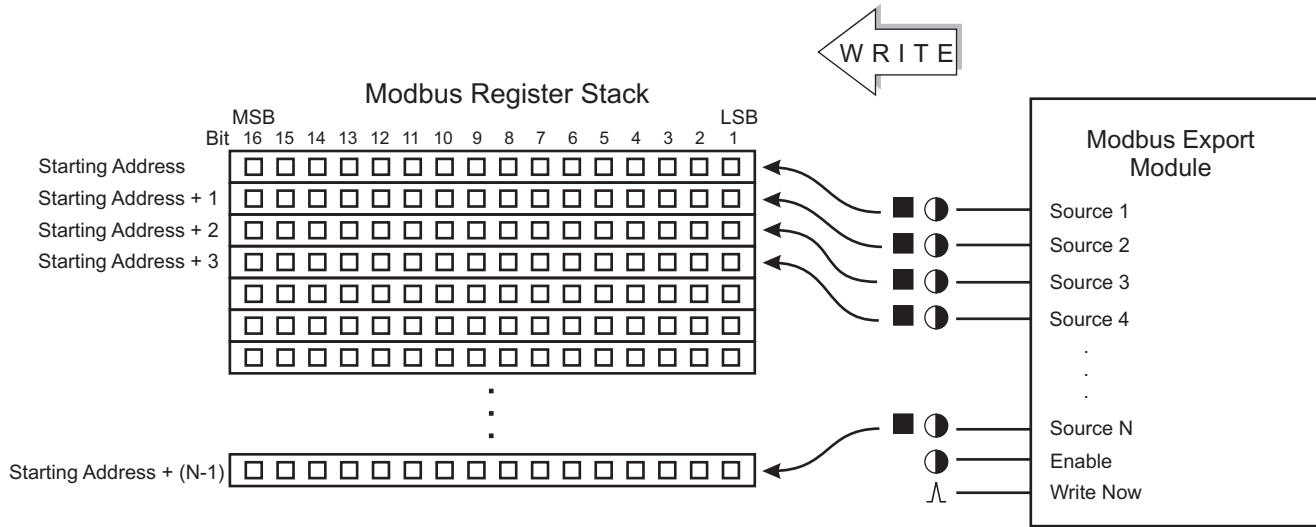 WRITE
Modbus Register Stack
MSB LSB
Bit 16 15 14 13 12 11 10 9 8 7 6 5 4 3 2 1
Starting Address
Starting Address + 1
Starting Address + 2
Starting Address + 3
Starting Address + (N-1)
Modbus Export
Module
Source 1
Source 2
Source 3
Source 4
Source N
Enable
Write Now